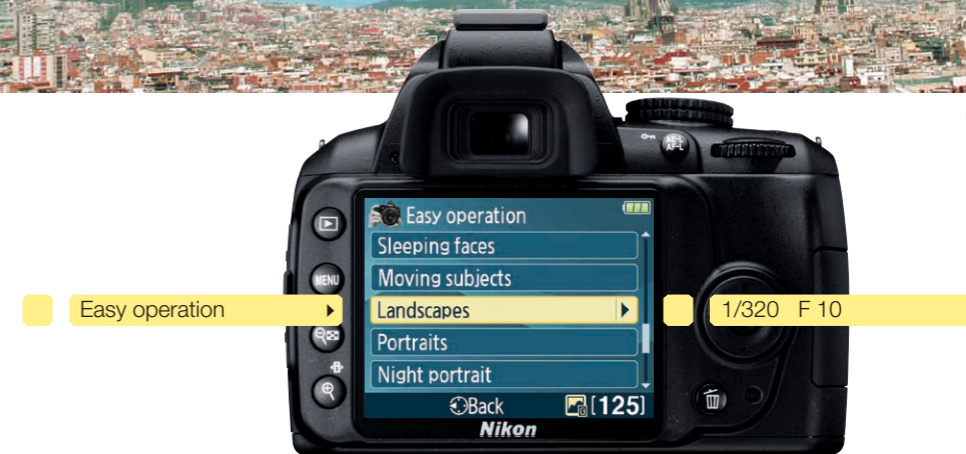 AE-L
AF-L
Easy operation
Sleeping faces
Moving subjects
MENU
Easy operation
Landscapes
1/320 F 10
Portraits
Night portrait
Back
[125]
Nikon